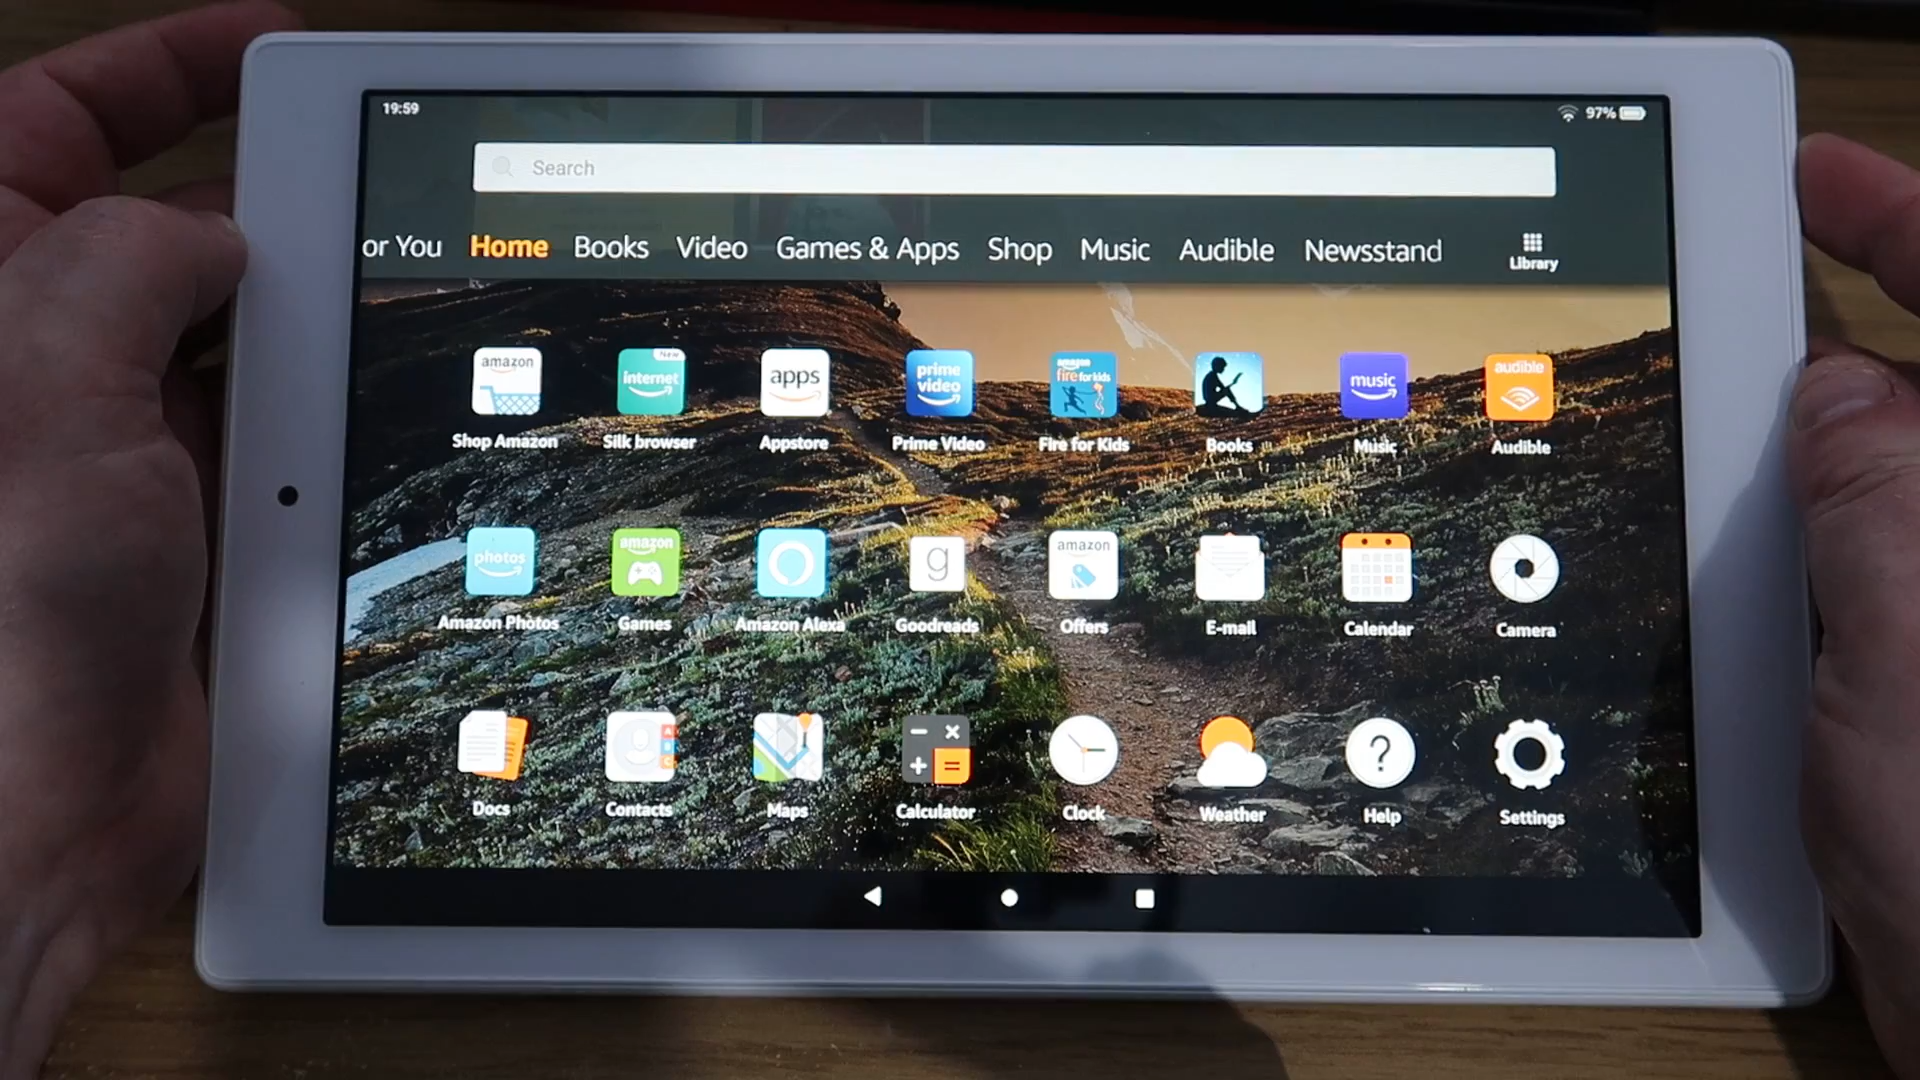 19:59
97%
Search
or You Home Books Video Games & Apps Shop Music Audible Newsstand
Library
amazon
New
internet
apps
prime video
amazon fire for kids
music
audible
Shop Amazon Silk browser Appstore Prime Video Fire for Kids Books Music Audible
photos
amazon
g
amazon
Amazon Photos Games Amazon Alexa Goodreads Offers E-mail Calendar Camera
A
B
C
?
Docs Contacts Maps Calculator Clock Weather Help Settings